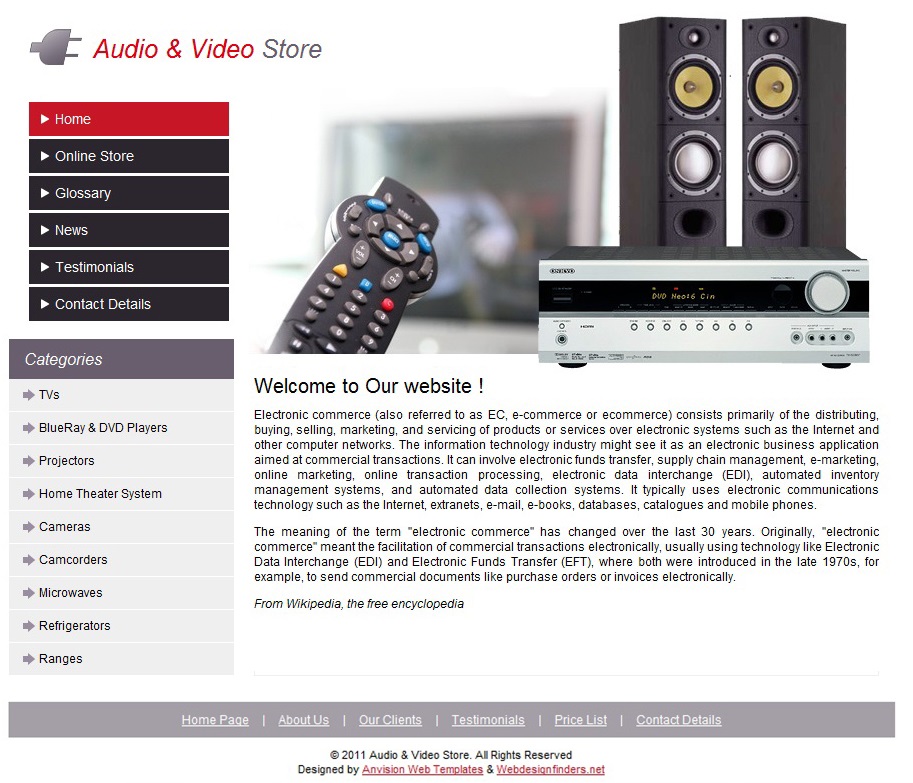 Audio & Video Store
Home
Online Store
Glossary
News
Testimonials
Contact Details
Categories
TVs
BlueRay & DVD Players
Projectors
Home Theater System
Cameras
Camcorders
Microwaves
Refrigerators
Ranges
ONKYO
DVD Neo:6 Cin
Welcome to Our website !
Electronic commerce (also referred to as EC, e-commerce or ecommerce) consists primarily of the distributing,
buying, selling, marketing, and servicing of products or services over electronic systems such as the Internet and
other computer networks. The information technology industry might see it as an electronic business application
aimed at commercial transactions. It can involve electronic funds transfer, supply chain management, e-marketing,
online marketing, online transaction processing, electronic data interchange (EDI), automated inventory
management systems, and automated data collection systems. It typically uses electronic communications
technology such as the Internet, extranets, e-mail, e-books, databases, catalogues and mobile phones.
The meaning of the term "electronic commerce" has changed over the last 30 years. Originally, "electronic
commerce" meant the facilitation of commercial transactions electronically, usually using technology like Electronic
Data Interchange (EDI) and Electronic Funds Transfer (EFT), where both were introduced in the late 1970s, for
example, to send commercial documents like purchase orders or invoices electronically.
From Wikipedia, the free encyclopedia
Home Page | About Us | Our Clients | Testimonials | Price List | Contact Details
© 2011 Audio & Video Store. All Rights Reserved
Designed by Anvision Web Templates & Webdesignfinders.net